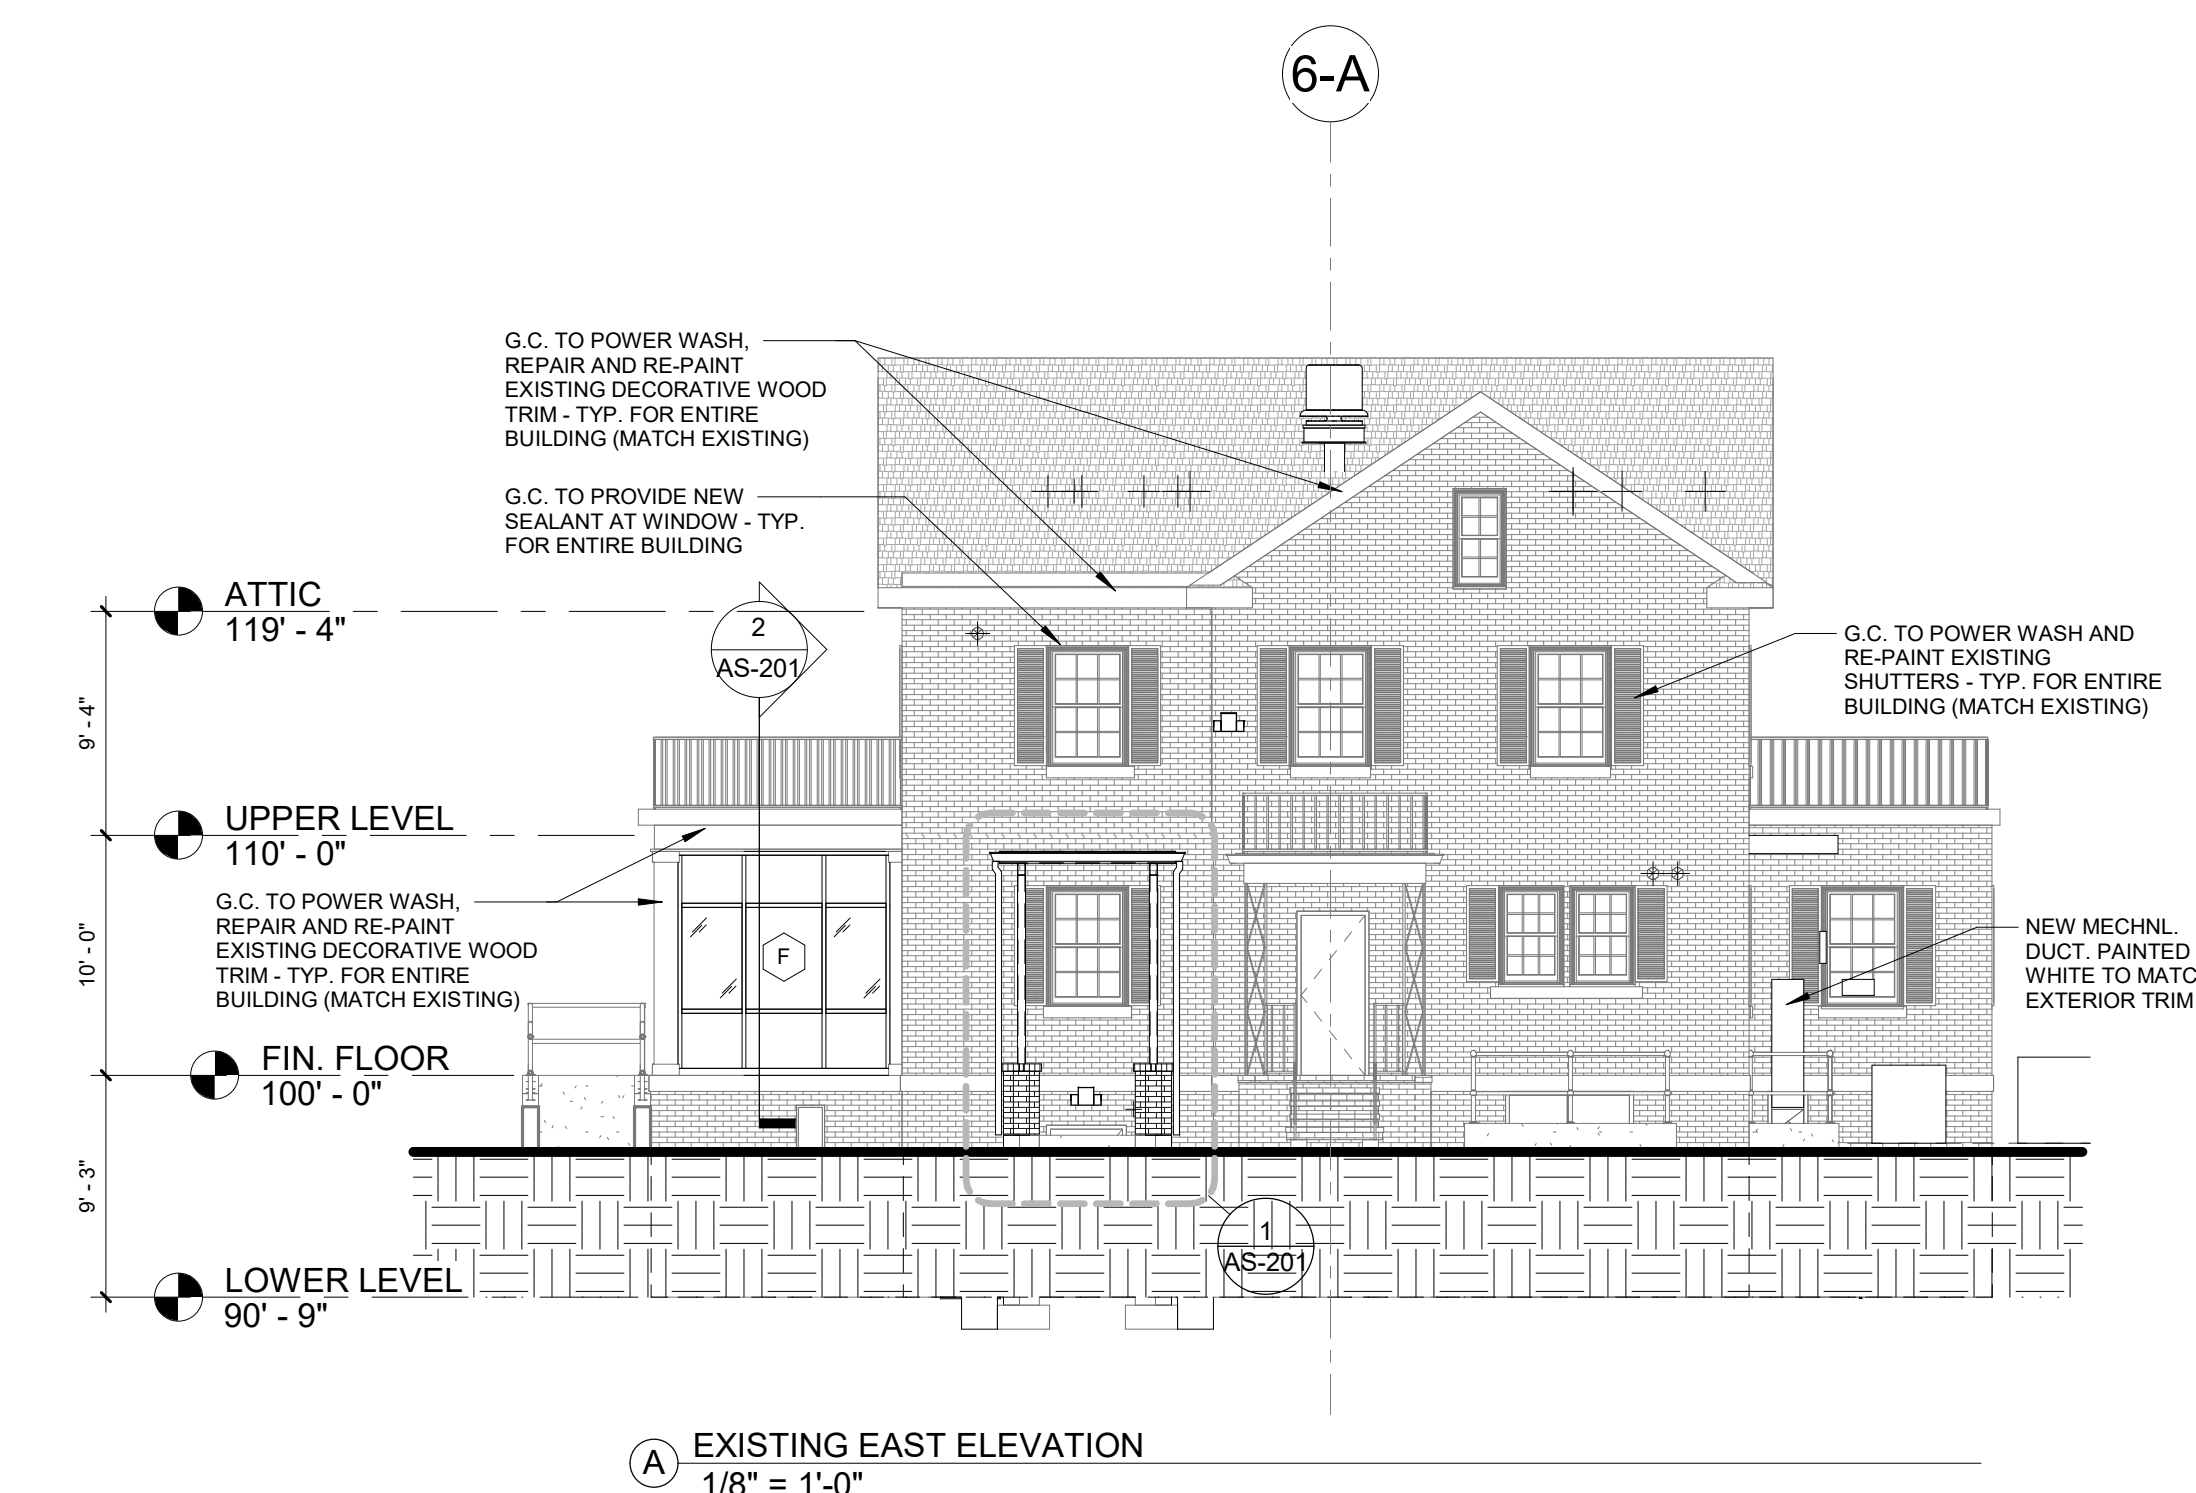 6-A
G.C. TO POWER WASH,
REPAIR AND RE-PAINT
EXISTING DECORATIVE WOOD
TRIM - TYP. FOR ENTIRE
BUILDING (MATCH EXISTING)
G.C. TO PROVIDE NEW
SEALANT AT WINDOW - TYP.
FOR ENTIRE BUILDING
ATTIC
119' - 4"
2
AS-201
G.C. TO POWER WASH AND
RE-PAINT EXISTING
SHUTTERS - TYP. FOR ENTIRE
BUILDING (MATCH EXISTING)
9' - 4"
UPPER LEVEL
110' - 0"
G.C. TO POWER WASH,
REPAIR AND RE-PAINT
EXISTING DECORATIVE WOOD
TRIM - TYP. FOR ENTIRE
BUILDING (MATCH EXISTING)
F
NEW MECHNL.
DUCT. PAINTED
WHITE TO MATC
EXTERIOR TRIM
10' - 0"
FIN. FLOOR
100' - 0"
9' - 3"
1
AS-201
LOWER LEVEL
90' - 9"
A
EXISTING EAST ELEVATION
1/8" = 1'-0"